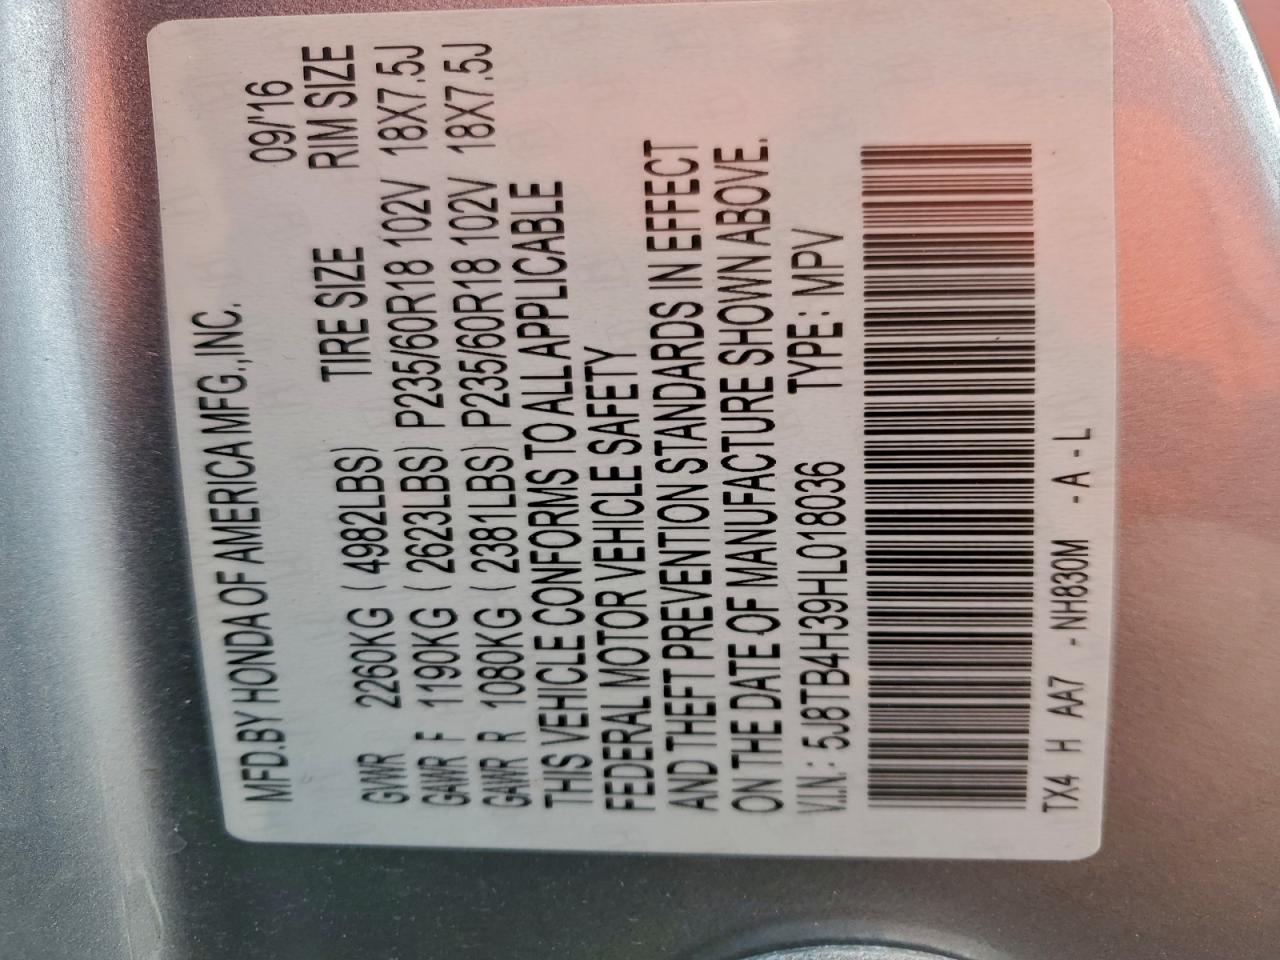 MFD.BY HONDA OF AMERICA MFG.,INC. 09/'16
TIRE SIZE RIM SIZE
GWR 2260KG ( 4982LBS)
GAWR F 1190KG ( 2623LBS) P235/60R18 102V 18X7.5J
GAWR R 1080KG ( 2381LBS) P235/60R18 102V 18X7.5J
THIS VEHICLE CONFORMS TO ALL APPLICABLE
FEDERAL MOTOR VEHICLE SAFETY
AND THEFT PREVENTION STANDARDS IN EFFECT
ON THE DATE OF MANUFACTURE SHOWN ABOVE.
V.I.N.: 5J8TB4H39HL018036 TYPE: MPV
TX4 H AA7 - NH830M - A - L